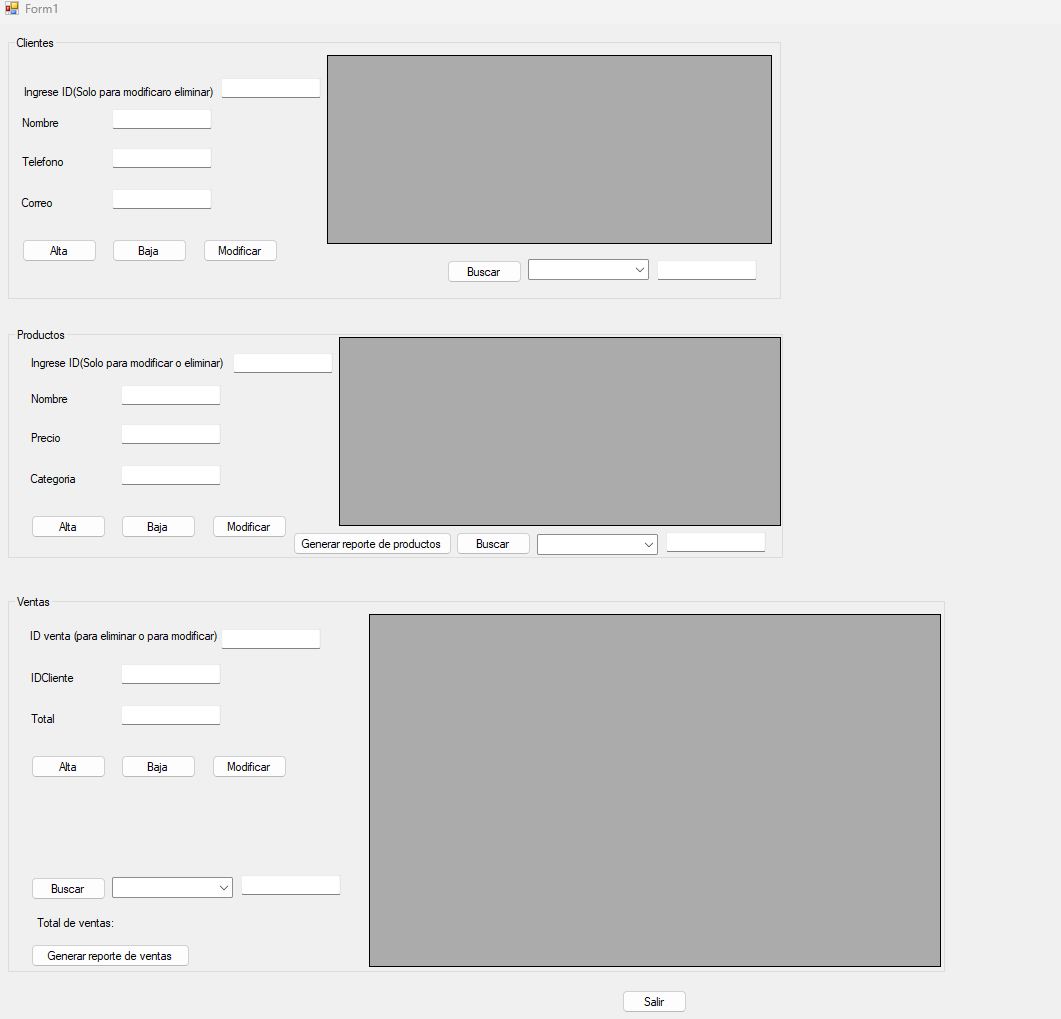 Form1
Clientes
Ingrese ID(Solo para modificaro eliminar)
Nombre
Telefono
Correo
Alta Baja Modificar
Buscar
Productos
Ingrese ID(Solo para modificar o eliminar)
Nombre
Precio
Categoria
Alta Baja Modificar
Generar reporte de productos Buscar
Ventas
ID venta (para eliminar o para modificar)
IDCliente
Total
Alta Baja Modificar
Buscar
Total de ventas:
Generar reporte de ventas
Salir